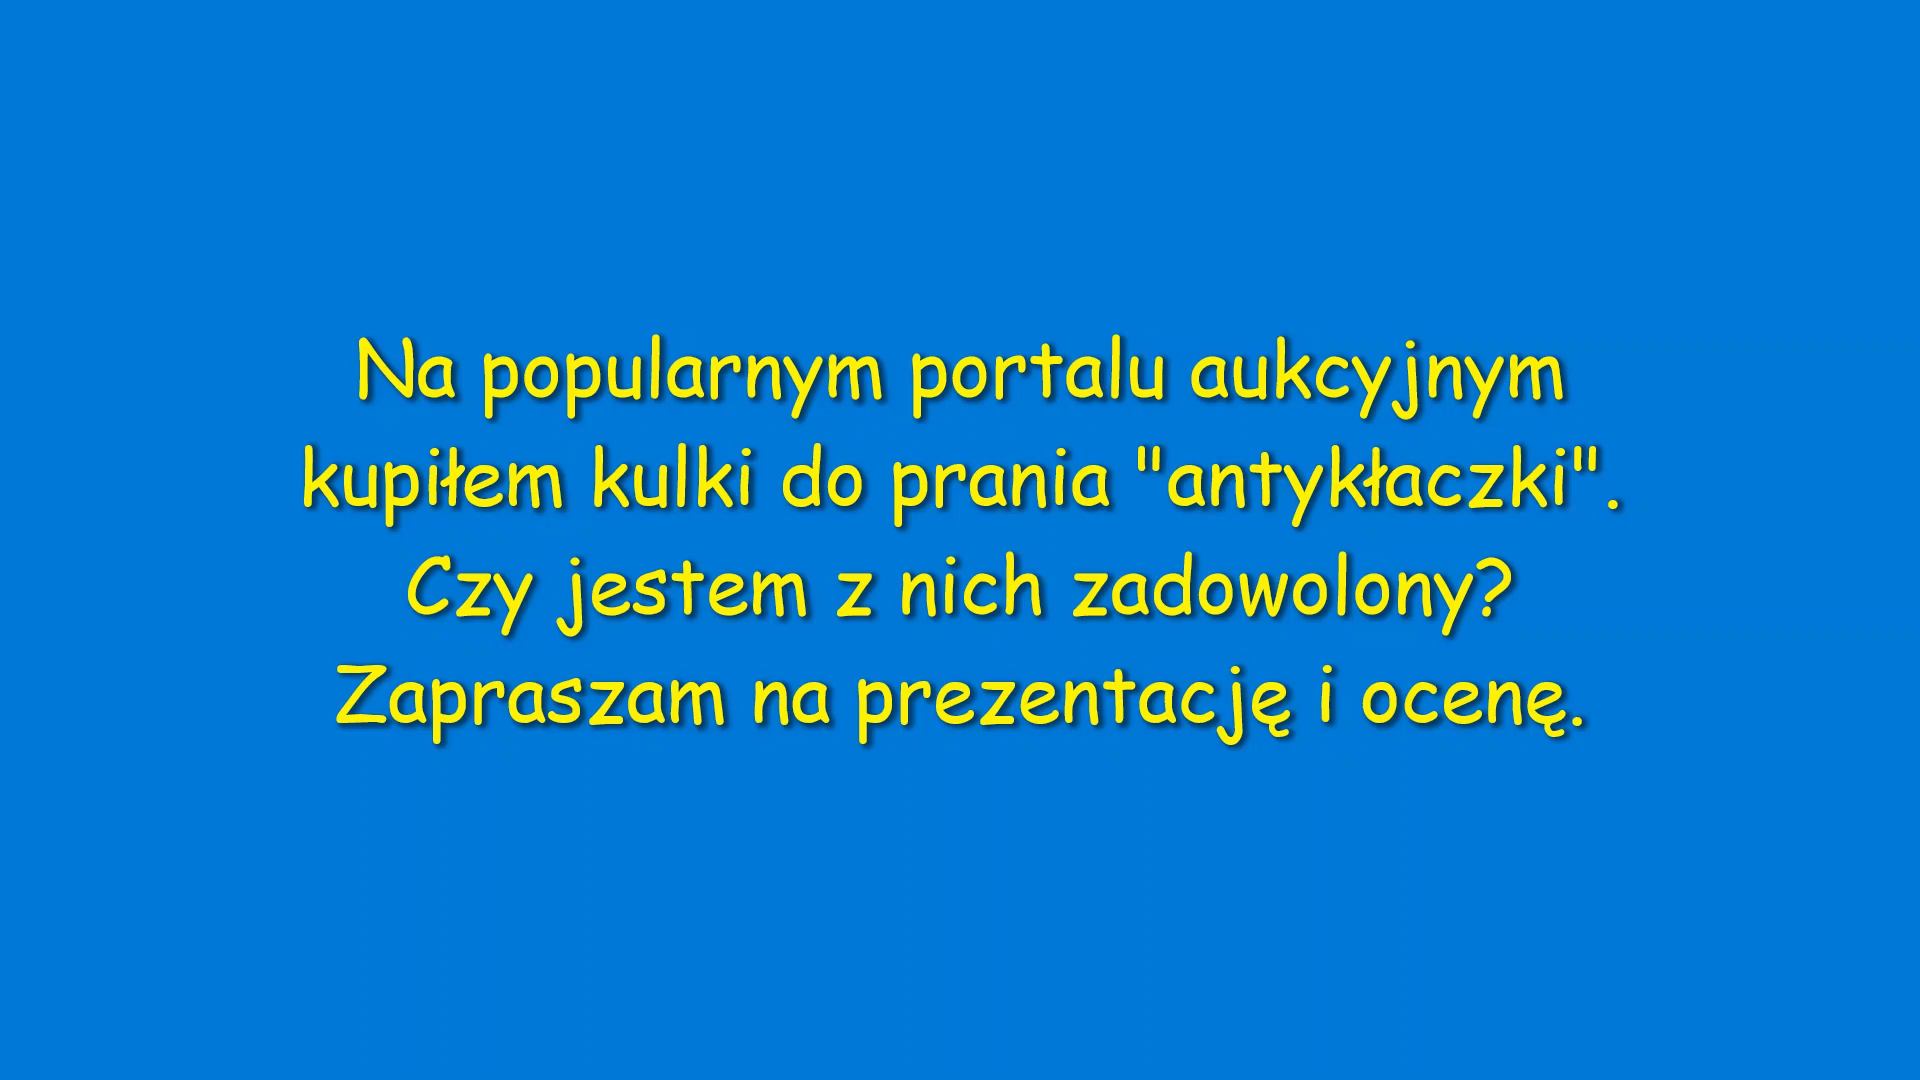 Na popularnym portalu aukcyjnym
kupiłem kulki do prania "antykłaczki".
Czy jestem z nich zadowolony?
Zapraszam na prezentację i ocenę.